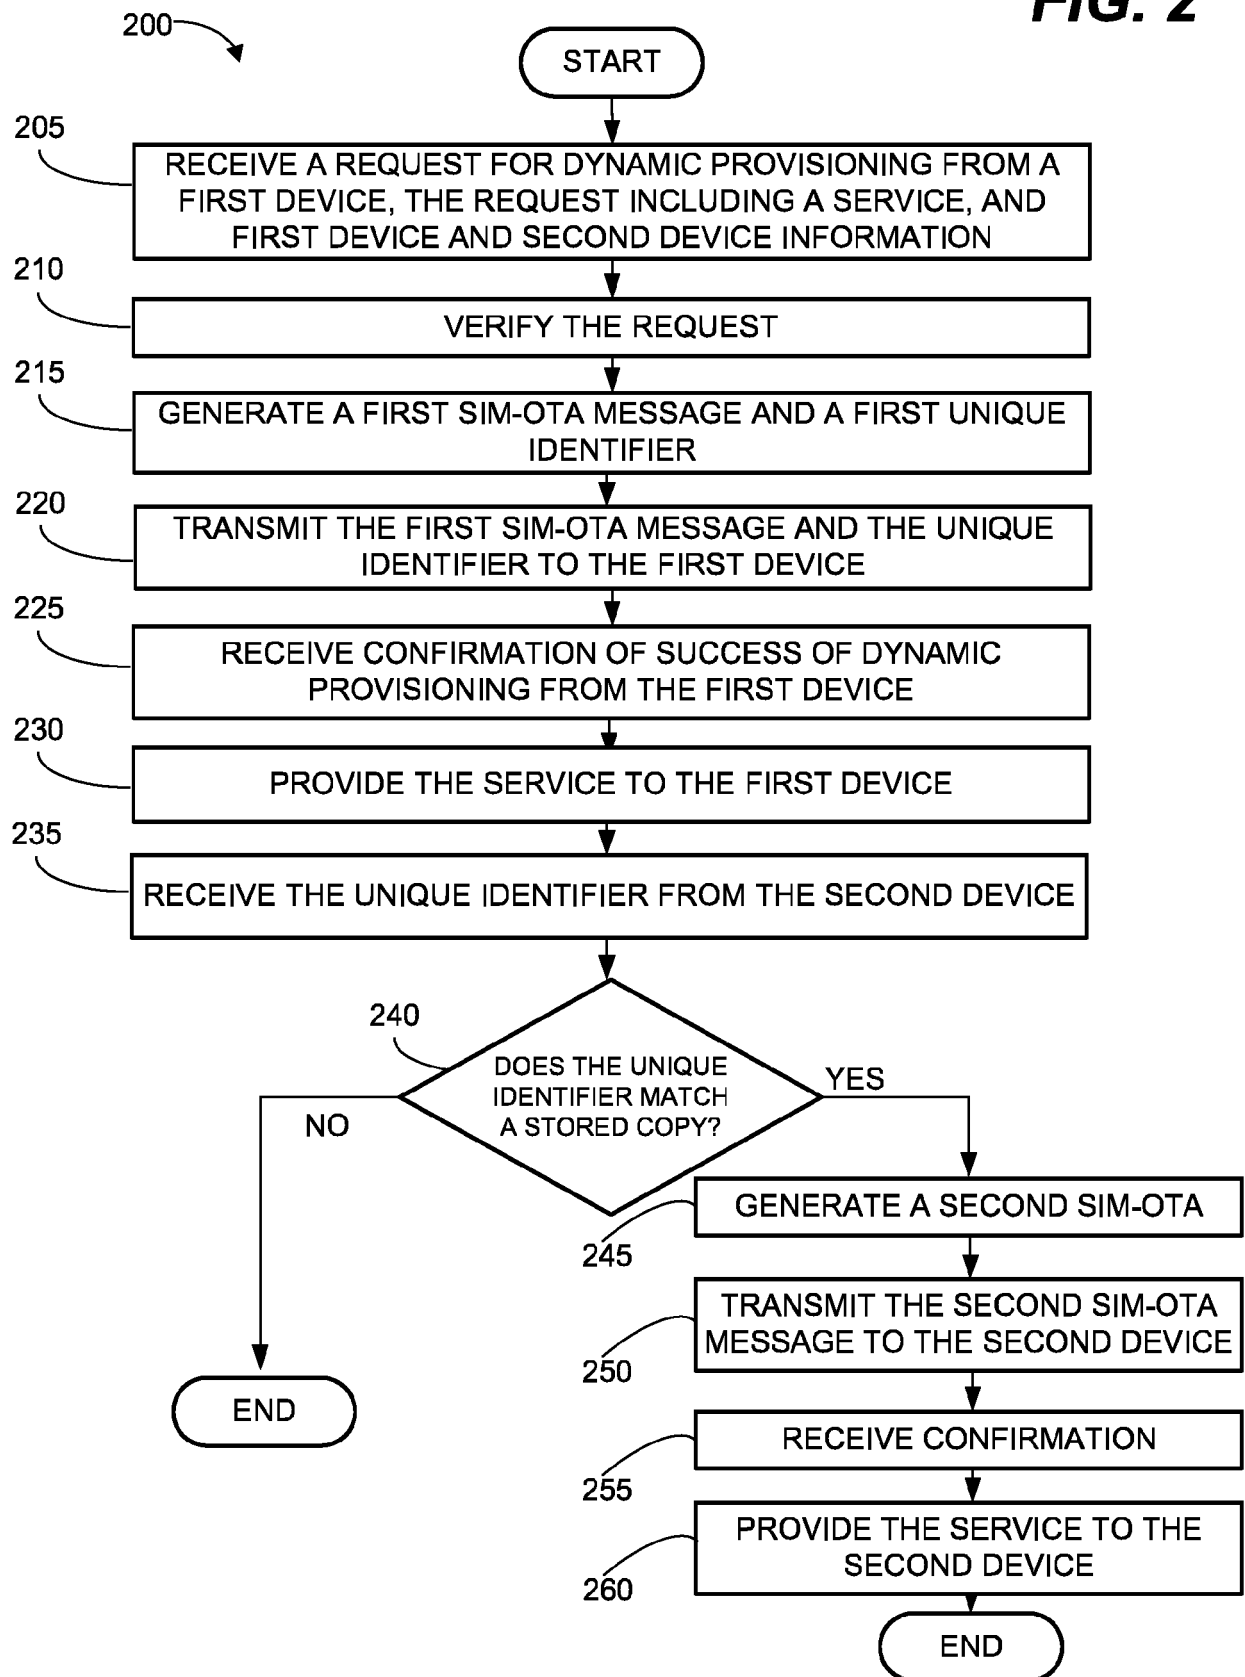 FIG. 2
200
START
205
RECEIVE A REQUEST FOR DYNAMIC PROVISIONING FROM A
FIRST DEVICE, THE REQUEST INCLUDING A SERVICE, AND
FIRST DEVICE AND SECOND DEVICE INFORMATION
210
VERIFY THE REQUEST
215
GENERATE A FIRST SIM-OTA MESSAGE AND A FIRST UNIQUE
IDENTIFIER
220
TRANSMIT THE FIRST SIM-OTA MESSAGE AND THE UNIQUE
IDENTIFIER TO THE FIRST DEVICE
225
RECEIVE CONFIRMATION OF SUCCESS OF DYNAMIC
PROVISIONING FROM THE FIRST DEVICE
230
PROVIDE THE SERVICE TO THE FIRST DEVICE
235
RECEIVE THE UNIQUE IDENTIFIER FROM THE SECOND DEVICE
240
DOES THE UNIQUE
IDENTIFIER MATCH
A STORED COPY?
YES
NO
GENERATE A SECOND SIM-OTA
245
TRANSMIT THE SECOND SIM-OTA
MESSAGE TO THE SECOND DEVICE
250
END
RECEIVE CONFIRMATION
255
PROVIDE THE SERVICE TO THE
SECOND DEVICE
260
END